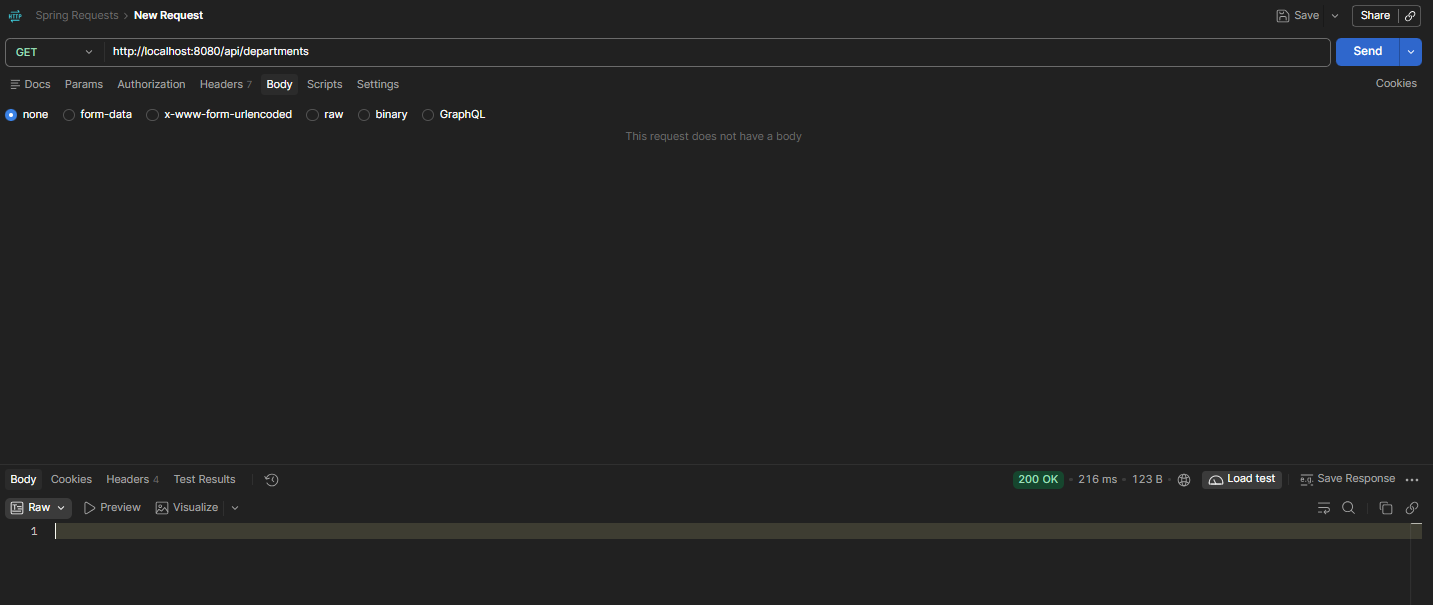 HTTP Spring Requests > New Request Save Share
GET http://localhost:8080/api/departments Send
Docs Params Authorization Headers 7 Body Scripts Settings Cookies
none form-data x-www-form-urlencoded raw binary GraphQL
This request does not have a body
Body Cookies Headers 4 Test Results 200 OK • 216 ms • 123 B • Load test e.g. Save Response
Raw Preview Visualize
1